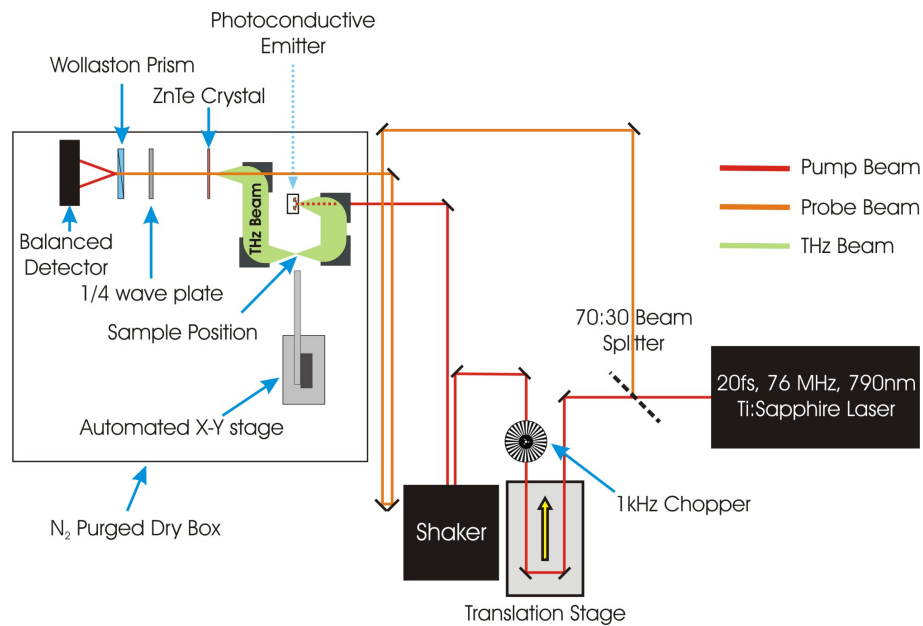 Photoconductive
Emitter
Wollaston Prism
ZnTe Crystal
Pump Beam
Probe Beam
THz Beam
THz Beam
Balanced
Detector
1/4 wave plate
Sample Position
70:30 Beam
Splitter
20fs, 76 MHz, 790nm
Ti:Sapphire Laser
Automated X-Y stage
1kHz Chopper
N₂ Purged Dry Box
Shaker
Translation Stage